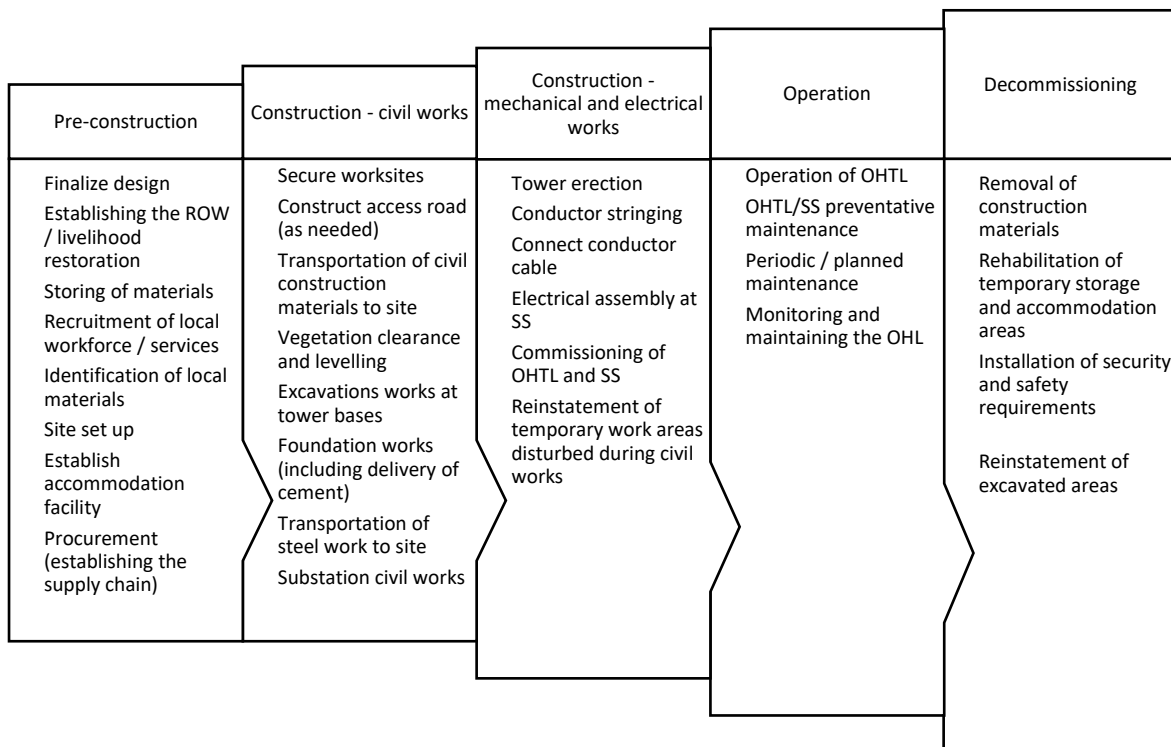 Pre-construction
Finalize design
Establishing the ROW
/ livelihood
restoration
Storing of materials
Recruitment of local
workforce / services
Identification of local
materials
Site set up
Establish
accommodation
facility
Procurement
(establishing the
supply chain)
Construction - civil works
Secure worksites
Construct access road
(as needed)
Transportation of civil
construction
materials to site
Vegetation clearance
and levelling
Excavations works at
tower bases
Foundation works
(including delivery of
cement)
Transportation of
steel work to site
Substation civil works
Construction -
mechanical and electrical
works
Tower erection
Conductor stringing
Connect conductor
cable
Electrical assembly at
SS
Commissioning of
OHTL and SS
Reinstatement of
temporary work areas
disturbed during civil
works
Operation
Operation of OHTL
OHTL/SS preventative
maintenance
Periodic / planned
maintenance
Monitoring and
maintaining the OHL
Decommissioning
Removal of
construction
materials
Rehabilitation of
temporary storage
and accommodation
areas
Installation of security
and safety
requirements
Reinstatement of
excavated areas